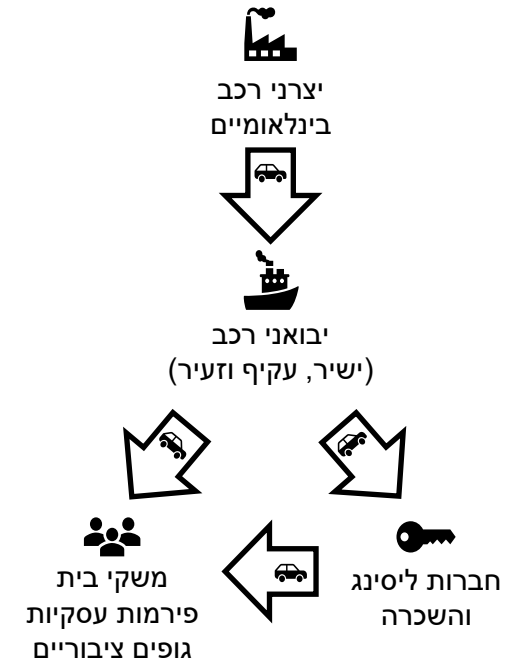 יצרני רכב
בינלאומיים
יבואני רכב
(ישיר, עקיף וזעיר)
חברות ליסינג
והשכרה
משקי בית
פירמות עסקיות
גופים ציבוריים